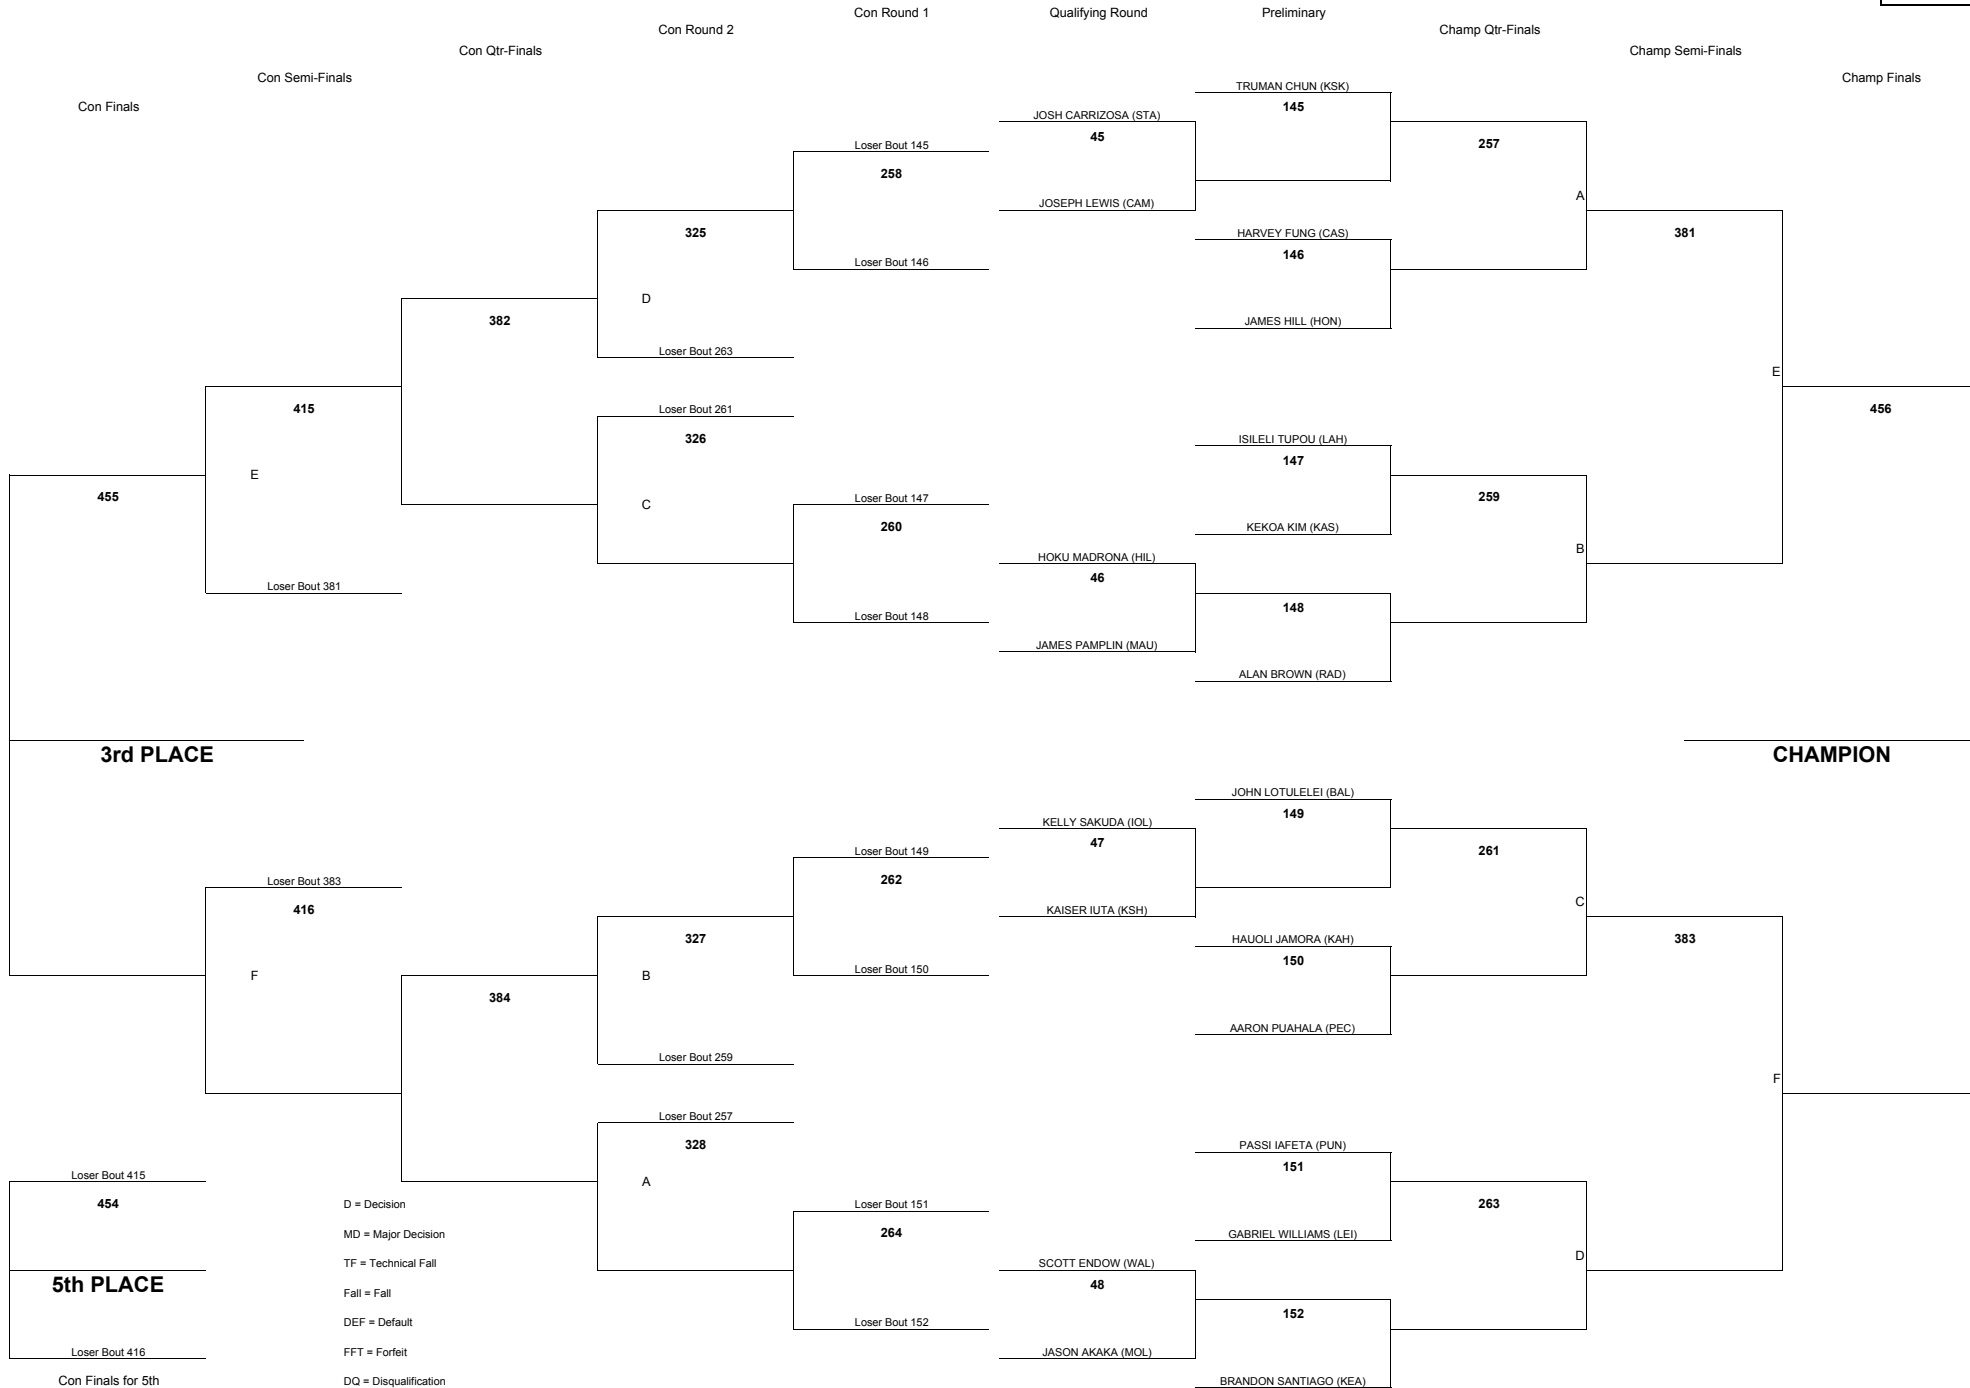 Con Round 1
Qualifying Round
Preliminary
Con Round 2
Champ Qtr-Finals
Con Qtr-Finals
Champ Semi-Finals
Con Semi-Finals
Champ Finals
Con Finals
TRUMAN CHUN (KSK)
145
JOSH CARRIZOSA (STA)
45
Loser Bout 145
257
258
A
JOSEPH LEWIS (CAM)
325
HARVEY FUNG (CAS)
381
146
Loser Bout 146
D
382
JAMES HILL (HON)
Loser Bout 263
E
415
Loser Bout 261
456
326
ISILELI TUPOU (LAH)
147
E
455
Loser Bout 147
259
C
260
KEKOA KIM (KAS)
B
HOKU MADRONA (HIL)
46
Loser Bout 381
148
Loser Bout 148
JAMES PAMPLIN (MAU)
ALAN BROWN (RAD)
3rd PLACE
CHAMPION
JOHN LOTULELEI (BAL)
149
KELLY SAKUDA (IOL)
47
Loser Bout 149
261
Loser Bout 383
262
C
416
KAISER IUTA (KSH)
327
HAUOLI JAMORA (KAH)
383
150
Loser Bout 150
F
B
384
AARON PUAHALA (PEC)
Loser Bout 259
F
Loser Bout 257
328
PASSI IAFETA (PUN)
151
Loser Bout 415
A
454
D = Decision
Loser Bout 151
263
264
MD = Major Decision
GABRIEL WILLIAMS (LEI)
D
TF = Technical Fall
SCOTT ENDOW (WAL)
5th PLACE
48
Fall = Fall
152
DEF = Default
Loser Bout 152
Loser Bout 416
FFT = Forfeit
JASON AKAKA (MOL)
Con Finals for 5th
DQ = Disqualification
BRANDON SANTIAGO (KEA)